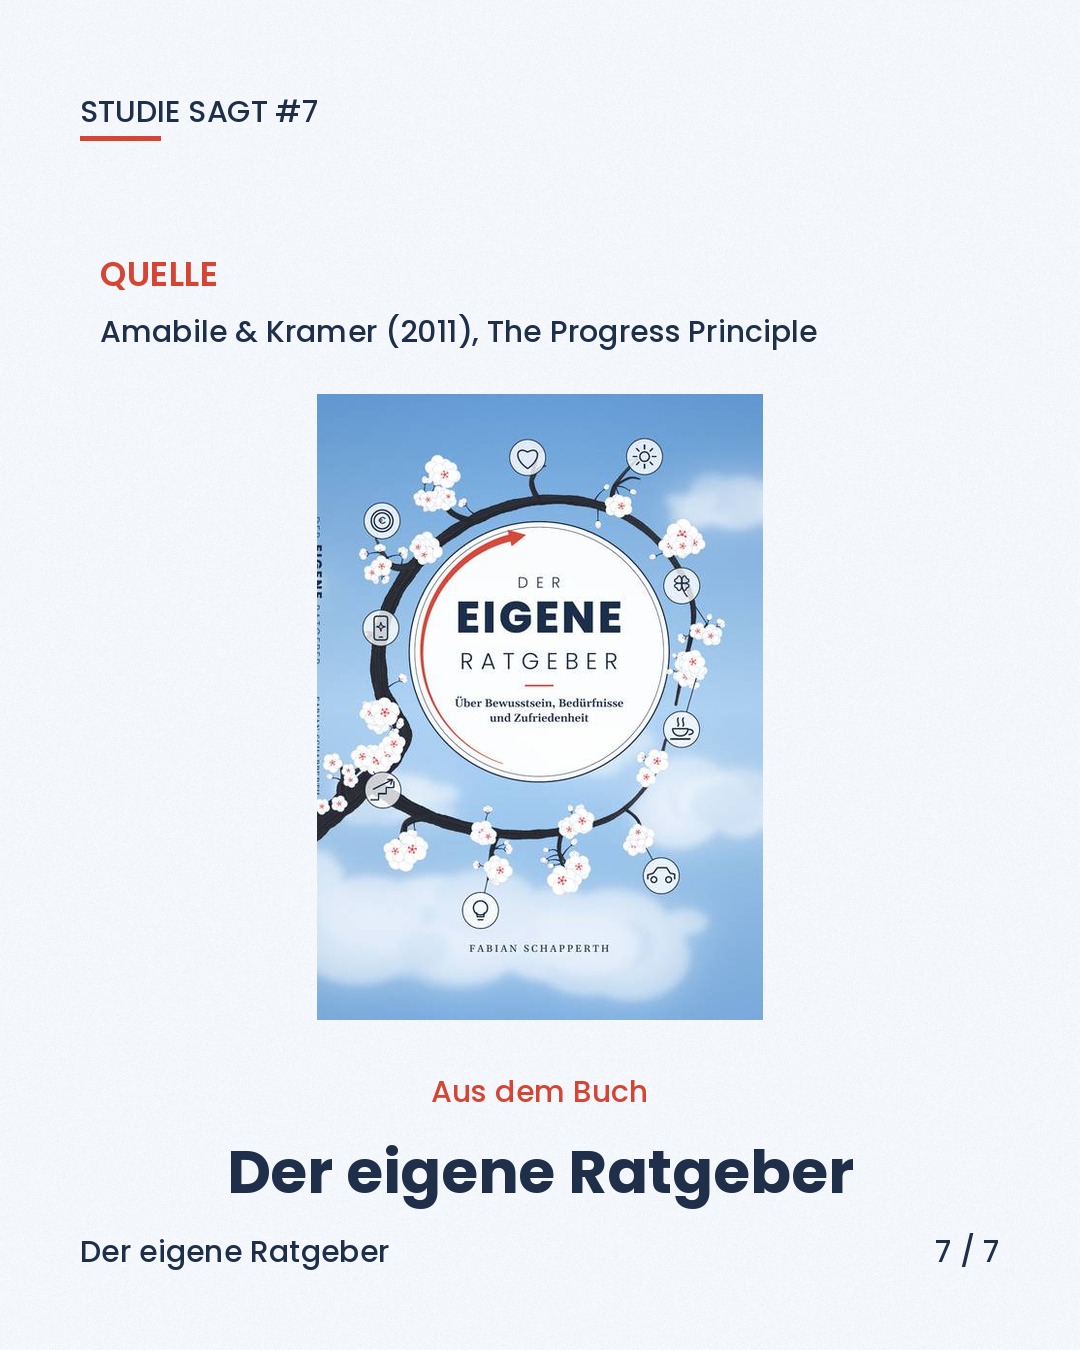 STUDIE SAGT #7
QUELLE
Amabile & Kramer (2011), The Progress Principle
DER
EIGENE
RATGEBER
Über Bewusstsein, Bedürfnisse
und Zufriedenheit
FABIAN SCHAPPERTH
Aus dem Buch
Der eigene Ratgeber
Der eigene Ratgeber
7 / 7